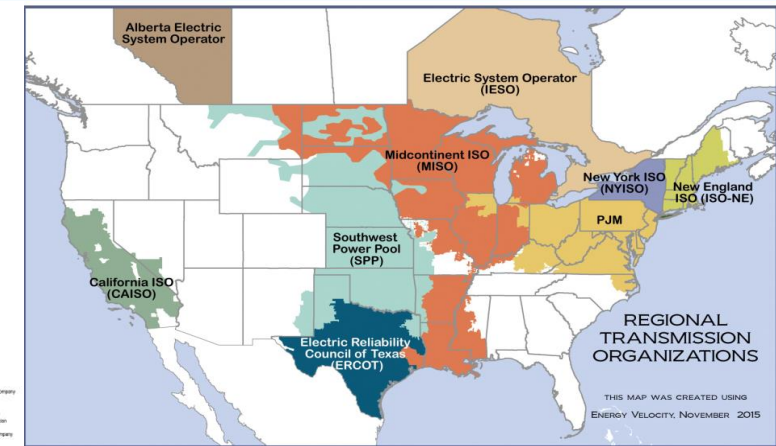 Alberta Electric
System Operator
Electric System Operator
(IESO)
Midcontinent ISO
(MISO)
New York ISO
(NYISO)
New England
ISO (ISO-NE)
PJM
Southwest
Power Pool
(SPP)
California ISO
(CAISO)
Electric Reliability
Council of Texas
(ERCOT)
REGIONAL
TRANSMISSION
ORGANIZATIONS
THIS MAP WAS CREATED USING
ENERGY VELOCITY, NOVEMBER 2015